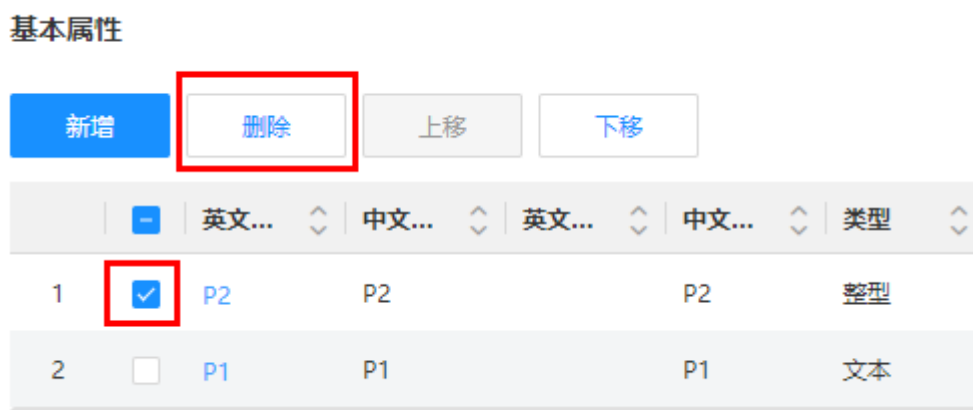 基本属性
新增 删除 上移 下移
英文... 中文... 英文... 中文... 类型
1 P2 P2 P2 整型
2 P1 P1 P1 文本